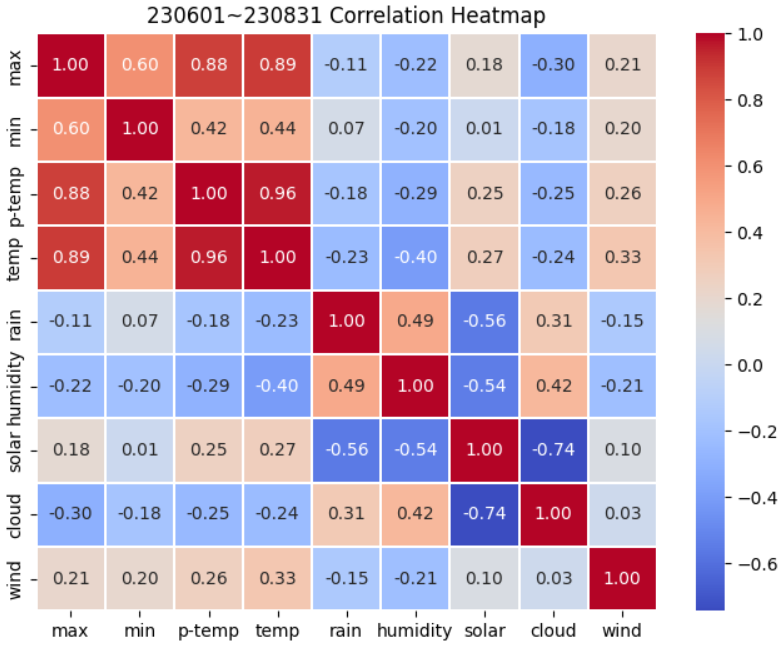 230601~230831 Correlation Heatmap
max 1.00 0.60 0.88 0.89 -0.11 -0.22 0.18 -0.30 0.21
min 0.60 1.00 0.42 0.44 0.07 -0.20 0.01 -0.18 0.20
p-temp 0.88 0.42 1.00 0.96 -0.18 -0.29 0.25 -0.25 0.26
temp 0.89 0.44 0.96 1.00 -0.23 -0.40 0.27 -0.24 0.33
rain -0.11 0.07 -0.18 -0.23 1.00 0.49 -0.56 0.31 -0.15
humidity -0.22 -0.20 -0.29 -0.40 0.49 1.00 -0.54 0.42 -0.21
solar 0.18 0.01 0.25 0.27 -0.56 -0.54 1.00 -0.74 0.10
cloud -0.30 -0.18 -0.25 -0.24 0.31 0.42 -0.74 1.00 0.03
wind 0.21 0.20 0.26 0.33 -0.15 -0.21 0.10 0.03 1.00
max min p-temp temp rain humidity solar cloud wind
1.0
0.8
0.6
0.4
0.2
0.0
−0.2
−0.4
−0.6